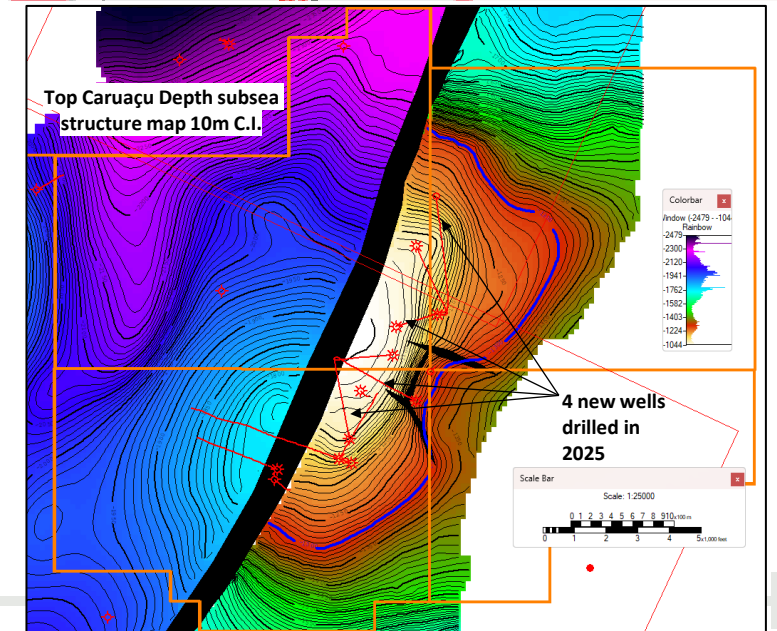 Top Caruaçu Depth subsea
structure map 10m C.I.
Colorbar x
Window (-2479 - -104
Rainbow
-2479
-2300
-2120
-1941
-1762
-1582
-1403
-1224
-1044
4 new wells
drilled in
2025
Scale Bar x
Scale: 1:25000
0 1 2 3 4 5 6 7 8 9 10 x100 m
0 1 2 3 4 5 x1,000 feet